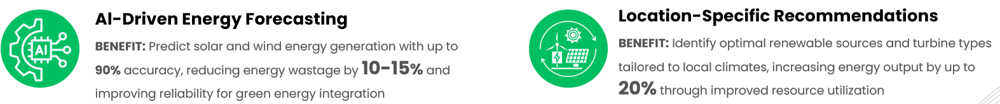 AI
AI-Driven Energy Forecasting
BENEFIT: Predict solar and wind energy generation with up to
90% accuracy, reducing energy wastage by 10-15% and
improving reliability for green energy integration
Location-Specific Recommendations
BENEFIT: Identify optimal renewable sources and turbine types
tailored to local climates, increasing energy output by up to
20% through improved resource utilization